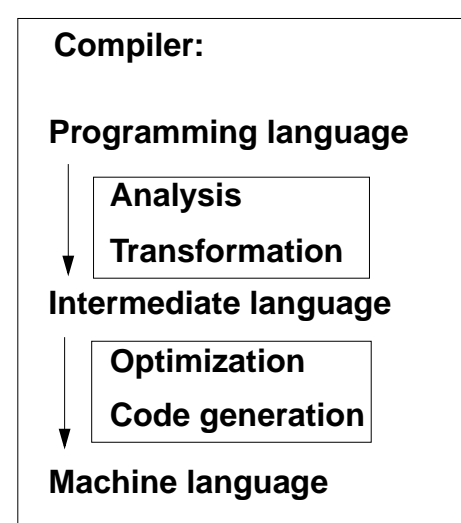 Compiler:
Programming language
Analysis
Transformation
Intermediate language
Optimization
Code generation
Machine language